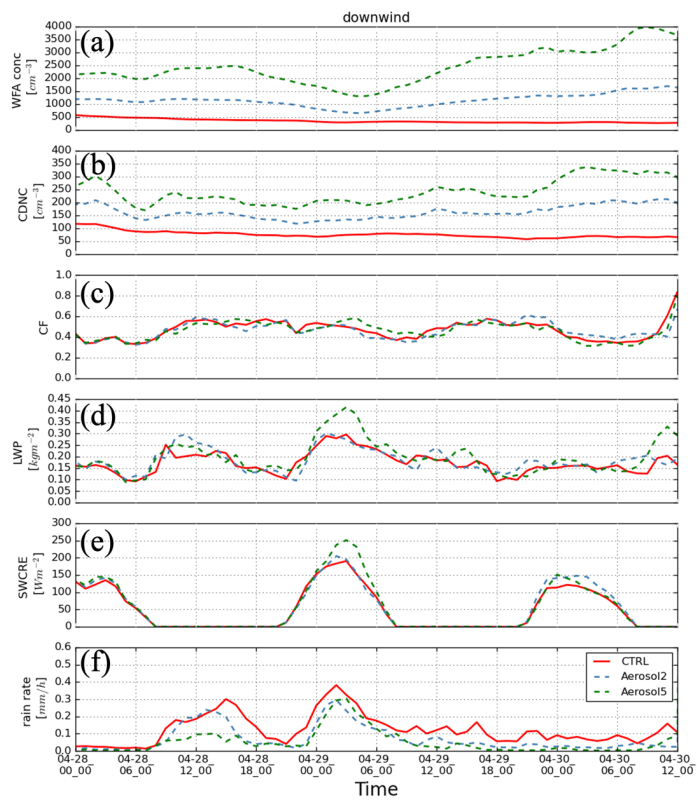 downwind
(a)
4000
3500
3000
2500
2000
1500
1000
500
0
WFA conc
[cm⁻³]
(b)
400
350
300
250
200
150
100
50
0
CDNC
[cm⁻³]
(c)
1.0
0.8
0.6
0.4
0.2
0.0
CF
(d)
0.45
0.40
0.35
0.30
0.25
0.20
0.15
0.10
0.05
0.00
LWP
[kgm⁻²]
(e)
300
250
200
150
100
50
0
SWCRE
[Wm⁻²]
(f)
0.6
0.5
0.4
0.3
0.2
0.1
0.0
rain rate
[mm/h]
CTRL
Aerosol2
Aerosol5
04-28 04-28 04-28 04-28 04-29 04-29 04-29 04-29 04-30 04-30 04-30
00_00 06_00 12_00 18_00 00_00 06_00 12_00 18_00 00_00 06_00 12_00
Time